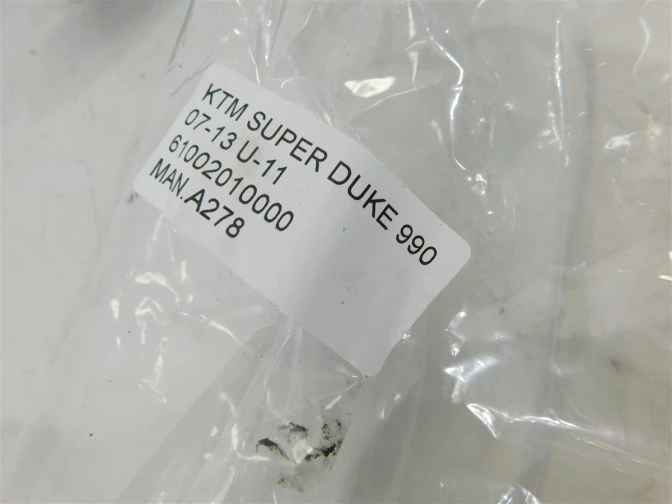 KTM SUPER DUKE 990
07-13 U-11
61002010000
MAN. A278